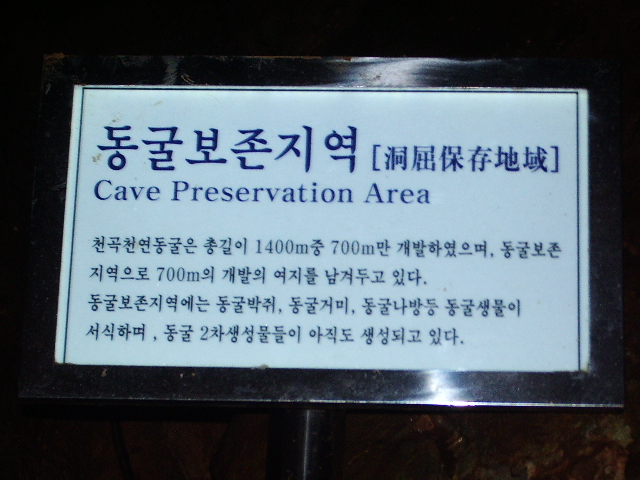 동굴보존지역 [洞屈保存地域]
Cave Preservation Area
천곡천연동굴은 총길이 1400m중 700m만 개발하였으며, 동굴보존
지역으로 700m의 개발의 여지를 남겨두고 있다.
동굴보존지역에는 동굴박쥐, 동굴거미, 동굴나방등 동굴생물이
서식하며 , 동굴 2차생성물들이 아직도 생성되고 있다.